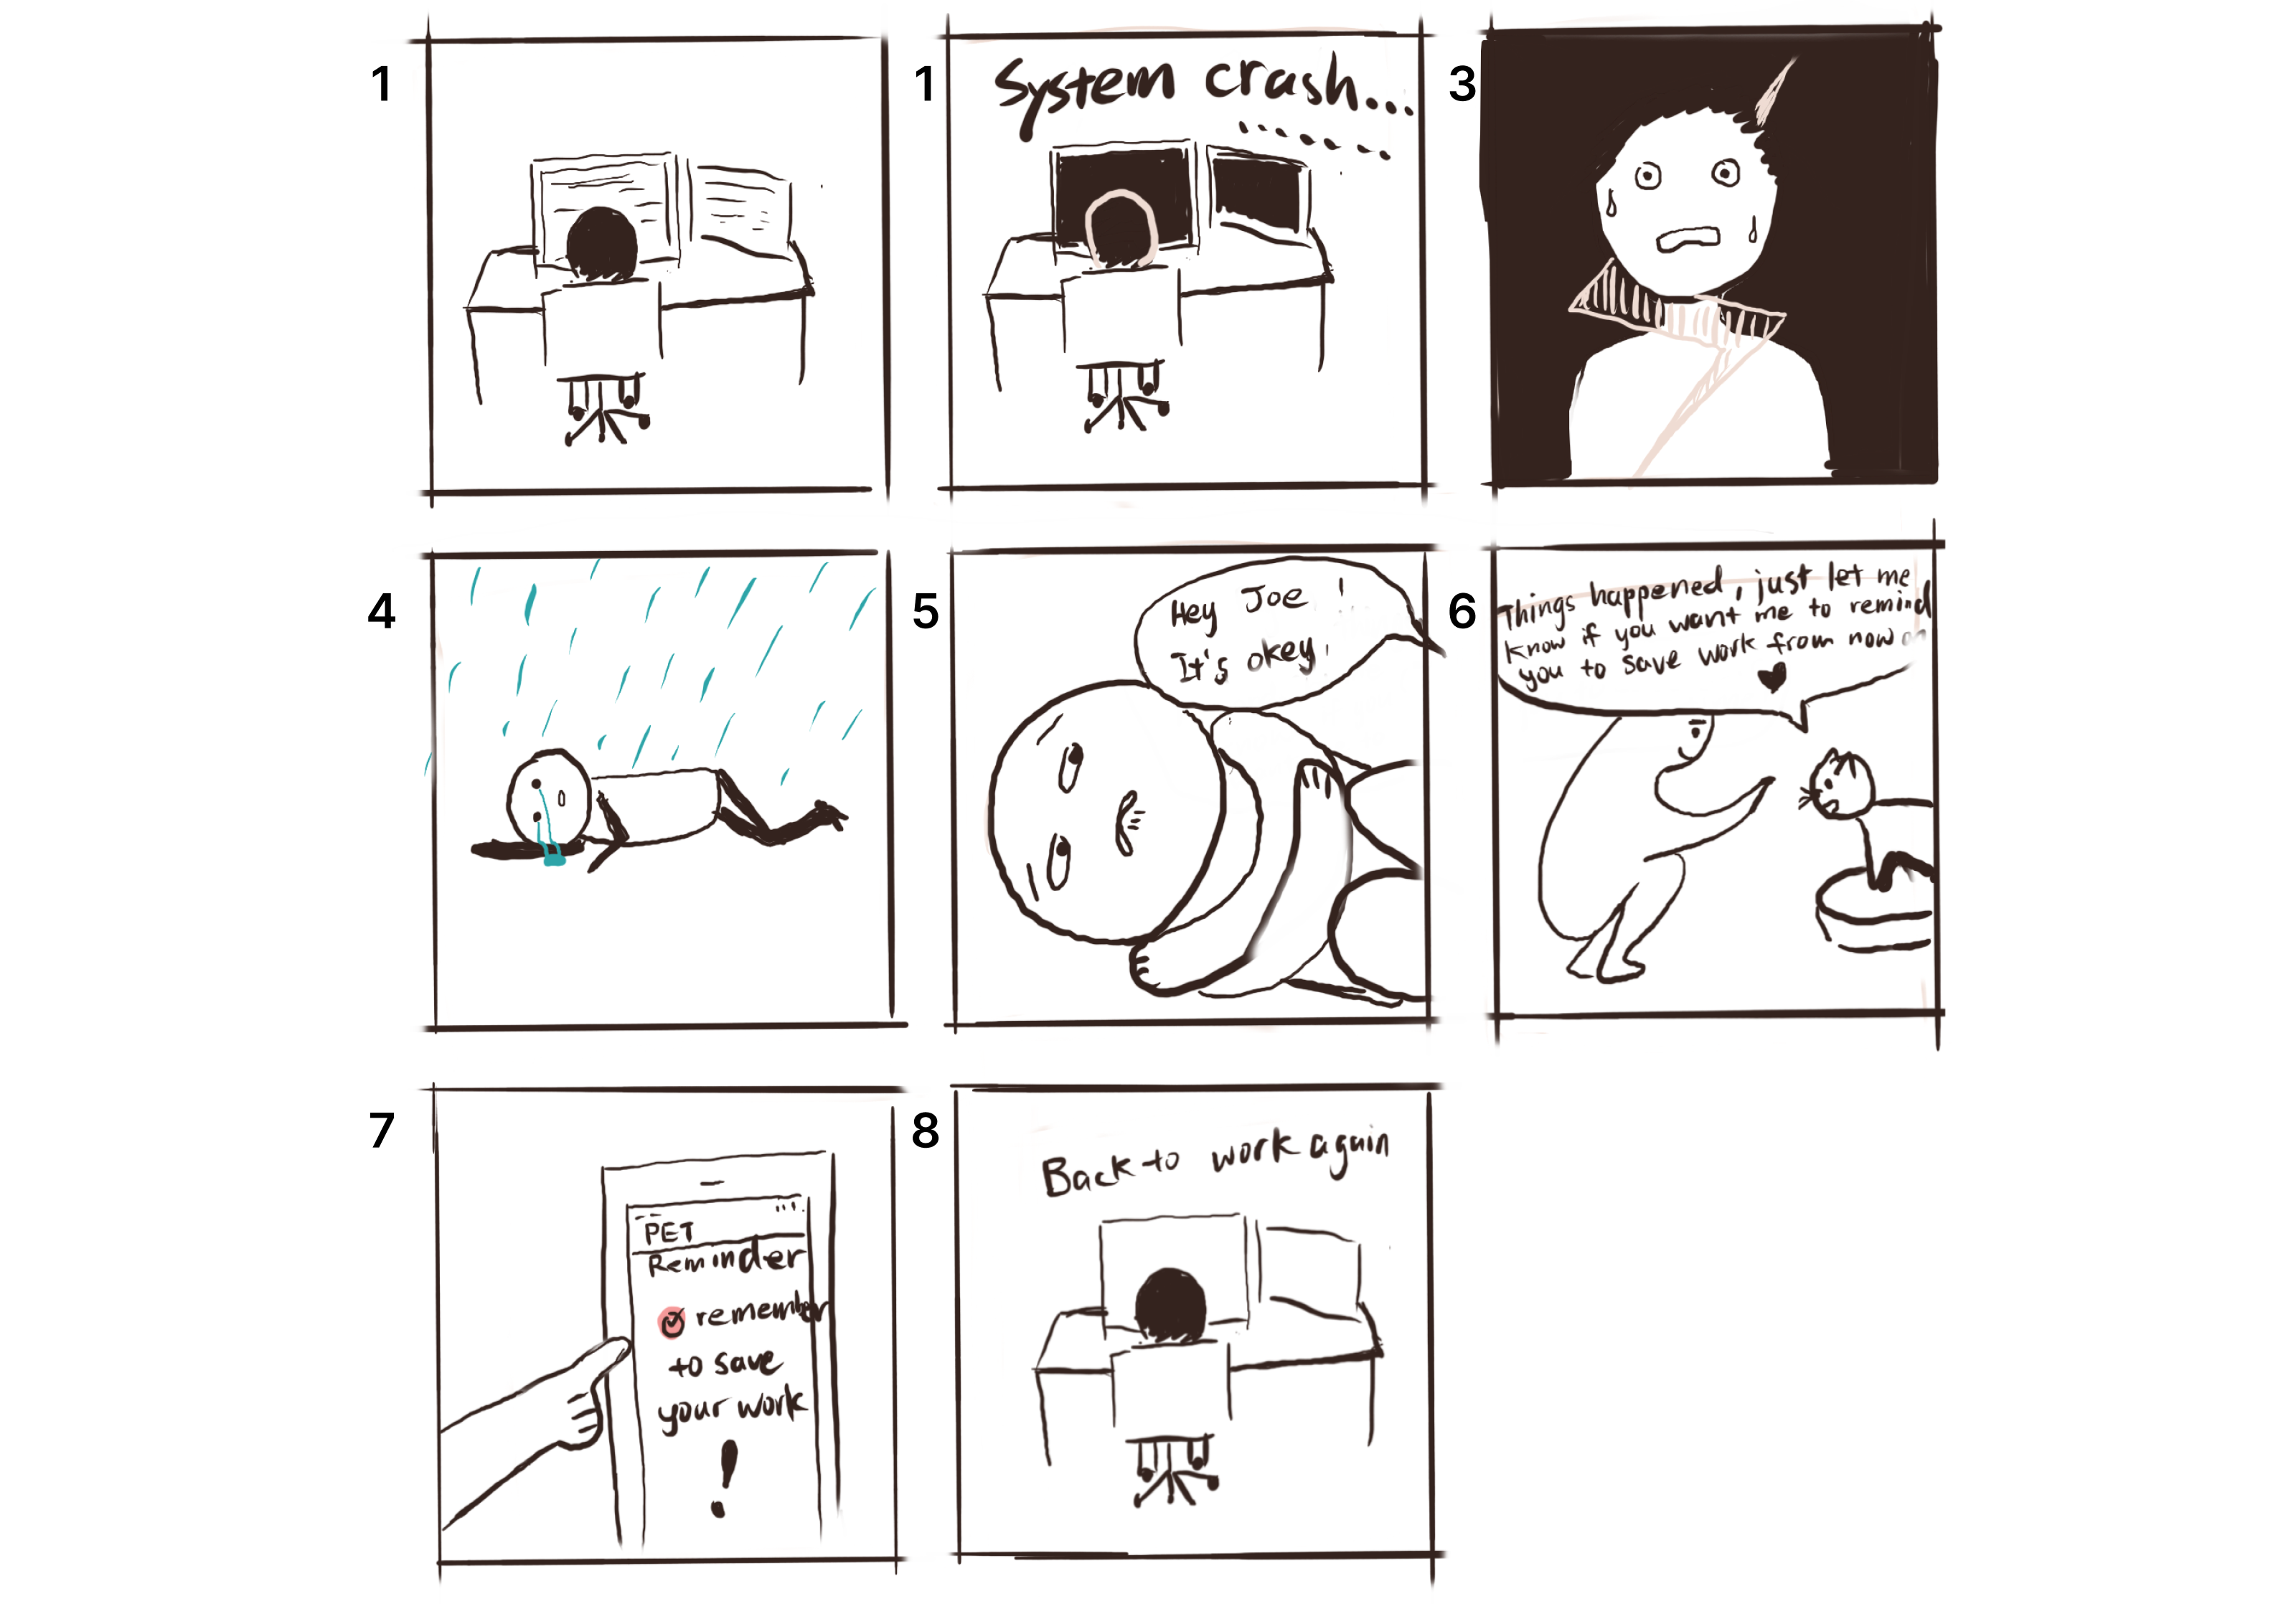 1
1
System crash...
......
3
4
5
Hey Joe !
It's okey!
6
Things happened, just let me
know if you want me to remind
you to save work from now
7
PET
Reminder
remember
to save
your work
!
8
Back to work again